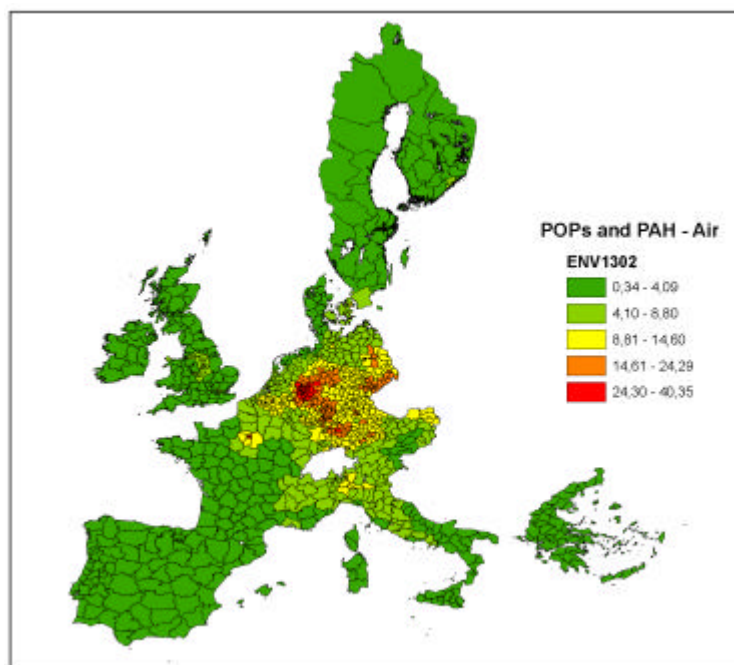 POPs and PAH - Air
ENV1302
0,34 - 4,09
4,10 - 8,80
8,81 - 14,60
14,61 - 24,29
24,30 - 40,35